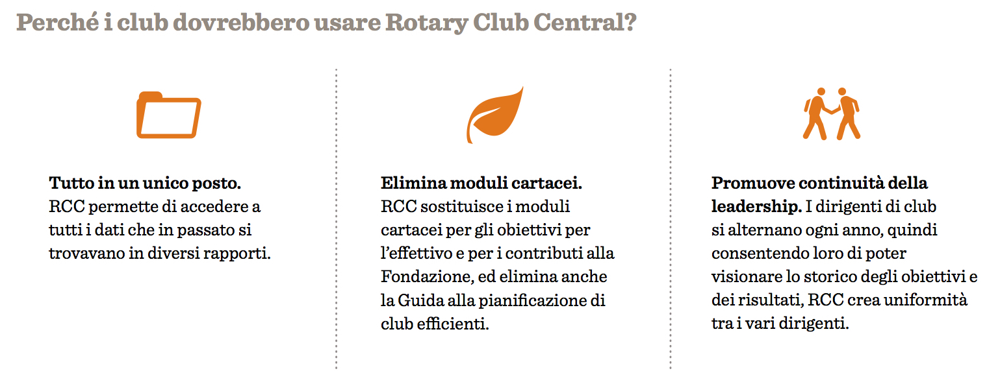 Perché i club dovrebbero usare Rotary Club Central?
Tutto in un unico posto.
RCC permette di accedere a
tutti i dati che in passato si
trovavano in diversi rapporti.
Elimina moduli cartacei.
RCC sostituisce i moduli
cartacei per gli obiettivi per
l’effettivo e per i contributi alla
Fondazione, ed elimina anche
la Guida alla pianificazione di
club efficienti.
Promuove continuità della
leadership. I dirigenti di club
si alternano ogni anno, quindi
consentendo loro di poter
visionare lo storico degli obiettivi e
dei risultati, RCC crea uniformità
tra i vari dirigenti.